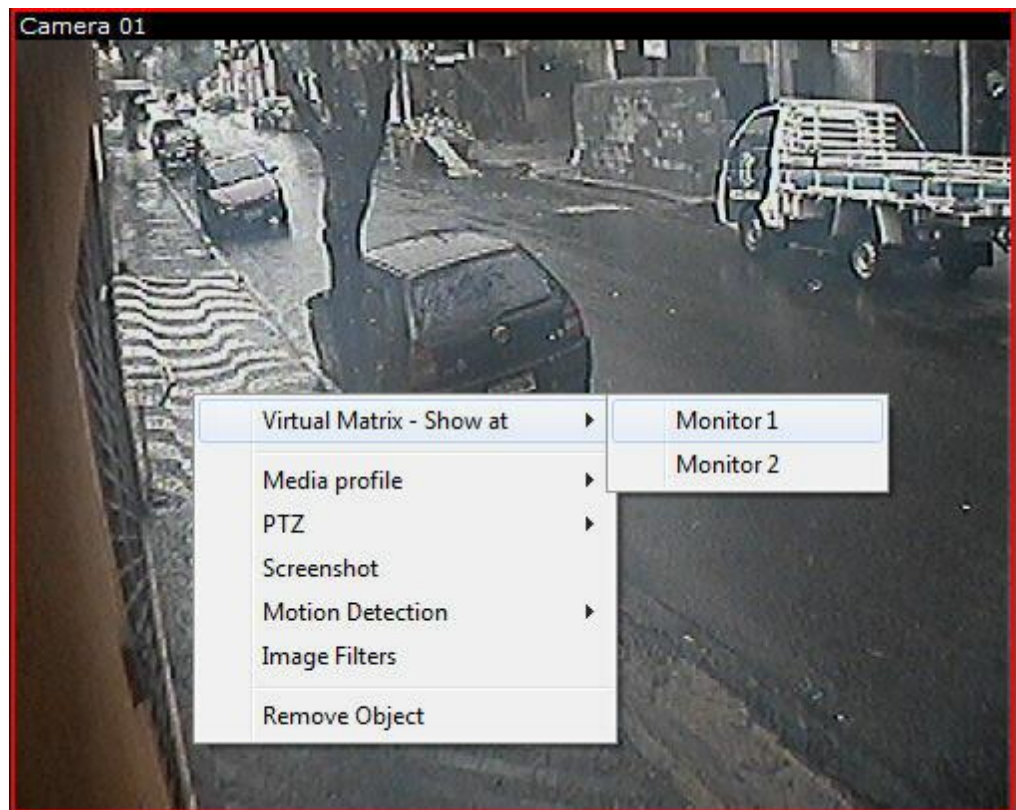 Camera 01
Virtual Matrix - Show at
Monitor 1
Monitor 2
Media profile
PTZ
Screenshot
Motion Detection
Image Filters
Remove Object